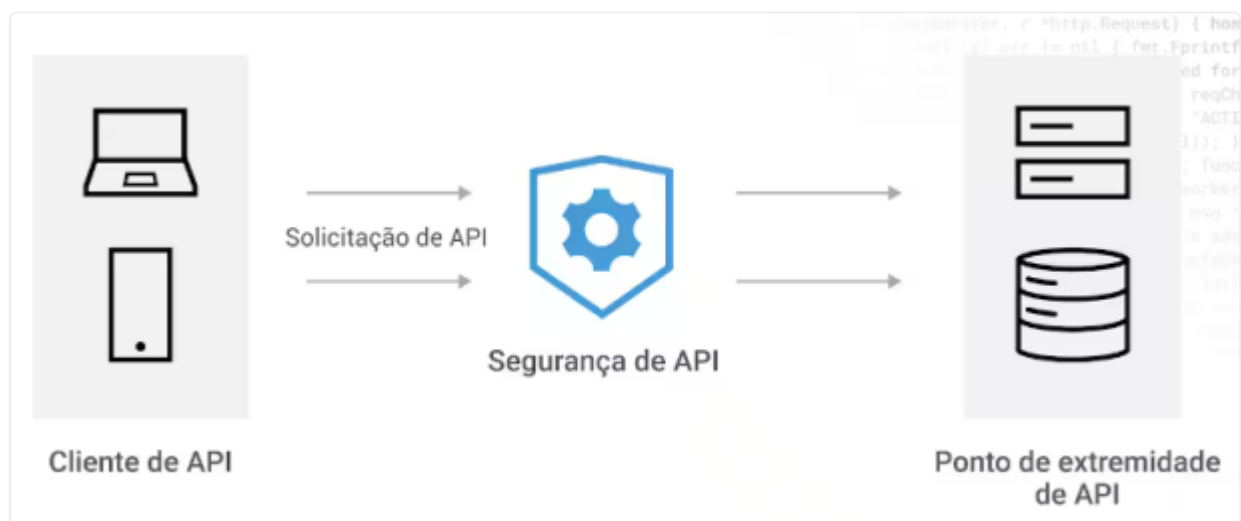 Solicitação de API
Segurança de API
Cliente de API
Ponto de extremidade
de API